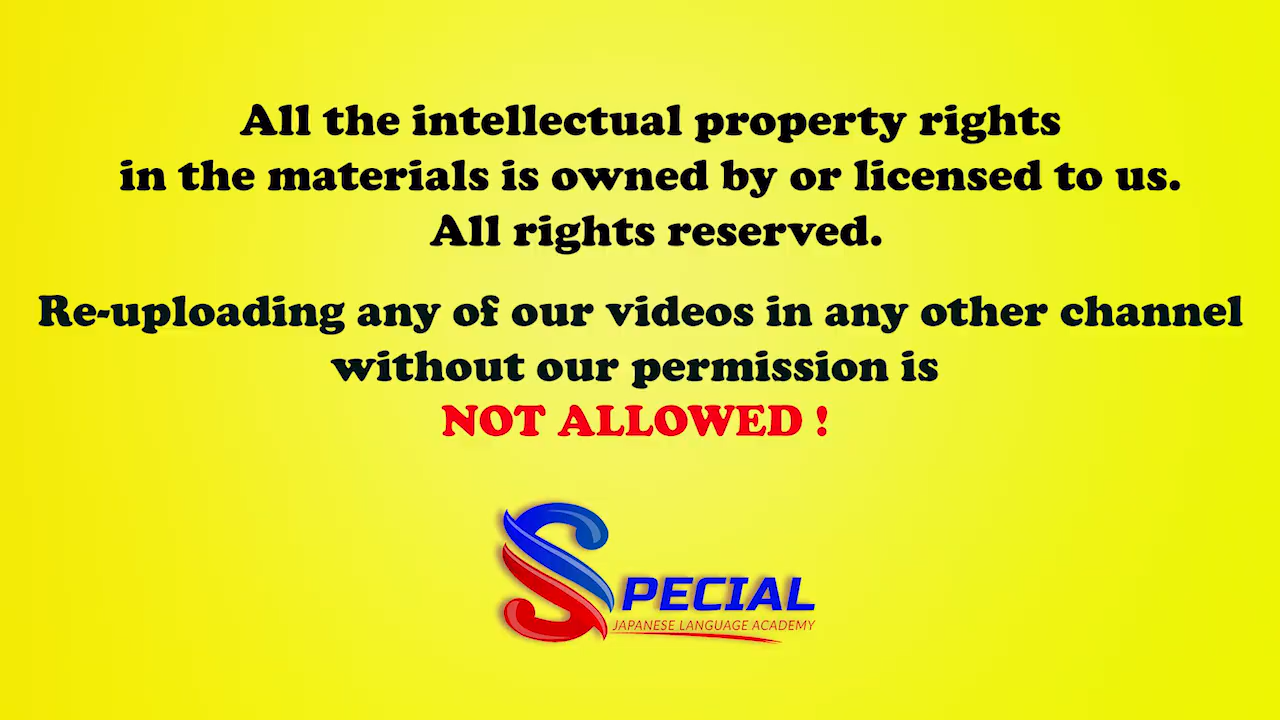 All the intellectual property rights
in the materials is owned by or licensed to us.
All rights reserved.
Re-uploading any of our videos in any other channel
without our permission is
NOT ALLOWED !
SPECIAL
JAPANESE LANGUAGE ACADEMY